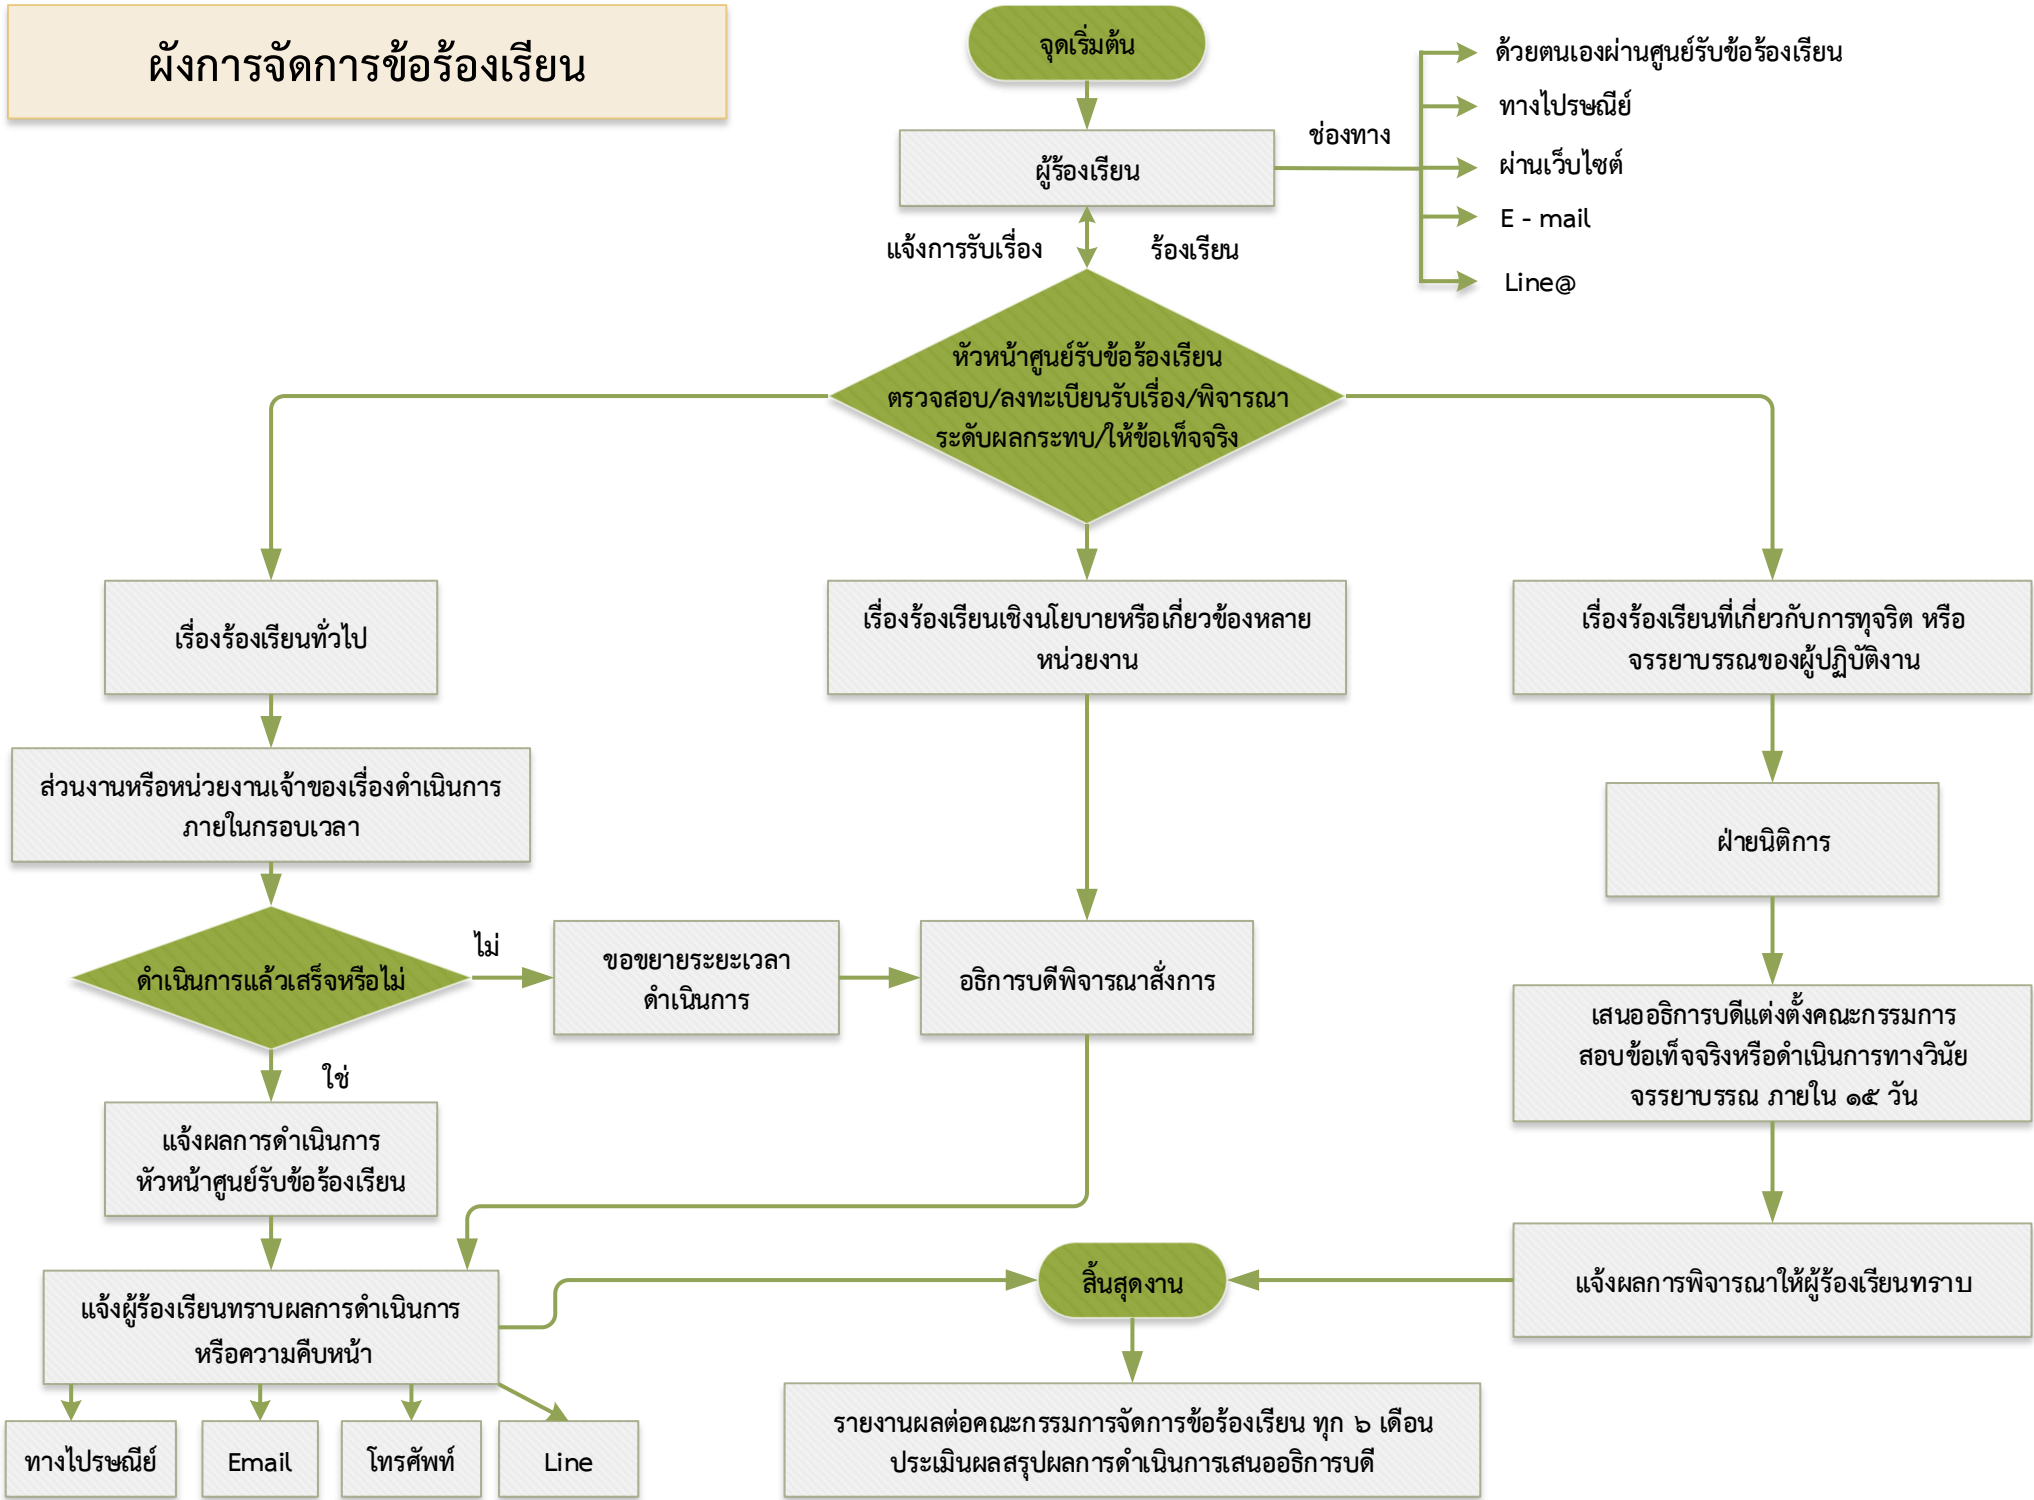 ผังการจัดการข้อร้องเรียน
จุดเริ่มต้น
ผู้ร้องเรียน
ช่องทาง
ด้วยตนเองผ่านศูนย์รับข้อร้องเรียน
ทางไปรษณีย์
ผ่านเว็บไซต์
E - mail
Line@
แจ้งการรับเรื่อง
ร้องเรียน
หัวหน้าศูนย์รับข้อร้องเรียน
ตรวจสอบ/ลงทะเบียนรับเรื่อง/พิจารณา
ระดับผลกระทบ/ให้ข้อเท็จจริง
เรื่องร้องเรียนทั่วไป
เรื่องร้องเรียนเชิงนโยบายหรือเกี่ยวข้องหลาย
หน่วยงาน
เรื่องร้องเรียนที่เกี่ยวกับการทุจริต หรือ
จรรยาบรรณของผู้ปฏิบัติงาน
ส่วนงานหรือหน่วยงานเจ้าของเรื่องดำเนินการ
ภายในกรอบเวลา
ฝ่ายนิติการ
ดำเนินการแล้วเสร็จหรือไม่
ไม่
ขอขยายระยะเวลา
ดำเนินการ
อธิการบดีพิจารณาสั่งการ
เสนออธิการบดีแต่งตั้งคณะกรรมการ
สอบข้อเท็จจริงหรือดำเนินการทางวินัย
จรรยาบรรณ ภายใน ๑๕ วัน
ใช่
แจ้งผลการดำเนินการ
หัวหน้าศูนย์รับข้อร้องเรียน
แจ้งผู้ร้องเรียนทราบผลการดำเนินการ
หรือความคืบหน้า
สิ้นสุดงาน
แจ้งผลการพิจารณาให้ผู้ร้องเรียนทราบ
ทางไปรษณีย์
Email
โทรศัพท์
Line
รายงานผลต่อคณะกรรมการจัดการข้อร้องเรียน ทุก ๖ เดือน
ประเมินผลสรุปผลการดำเนินการเสนออธิการบดี